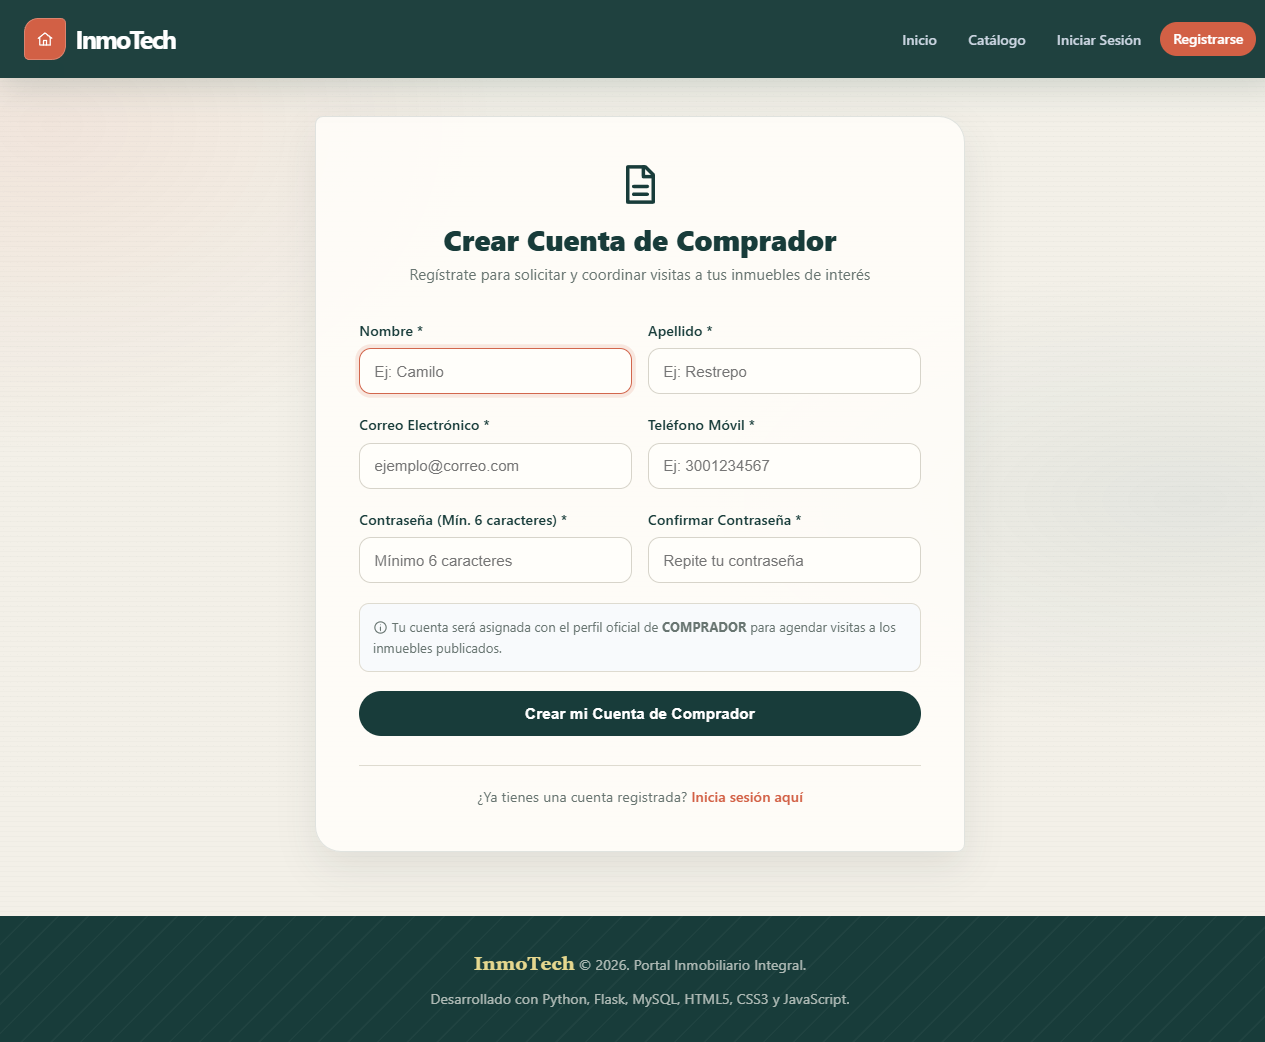 InmoTech
Inicio
Catálogo
Iniciar Sesión
Registrarse
Crear Cuenta de Comprador
Regístrate para solicitar y coordinar visitas a tus inmuebles de interés
Nombre *
Apellido *
Ej: Camilo
Ej: Restrepo
Correo Electrónico *
Teléfono Móvil *
ejemplo@correo.com
Ej: 3001234567
Contraseña (Mín. 6 caracteres) *
Confirmar Contraseña *
Mínimo 6 caracteres
Repite tu contraseña
Tu cuenta será asignada con el perfil oficial de COMPRADOR para agendar visitas a los
inmuebles publicados.
Crear mi Cuenta de Comprador
¿Ya tienes una cuenta registrada? Inicia sesión aquí
InmoTech © 2026. Portal Inmobiliario Integral.
Desarrollado con Python, Flask, MySQL, HTML5, CSS3 y JavaScript.